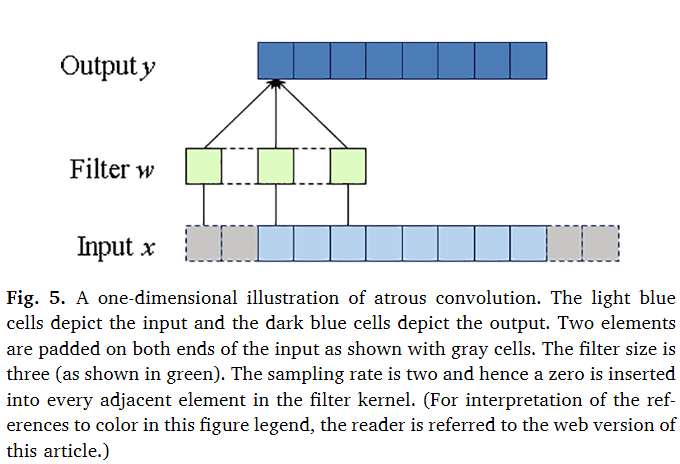 Output y
Filter w
Input x
Fig. 5. A one-dimensional illustration of atrous convolution. The light blue
cells depict the input and the dark blue cells depict the output. Two elements
are padded on both ends of the input as shown with gray cells. The filter size is
three (as shown in green). The sampling rate is two and hence a zero is inserted
into every adjacent element in the filter kernel. (For interpretation of the ref-
erences to color in this figure legend, the reader is referred to the web version of
this article.)